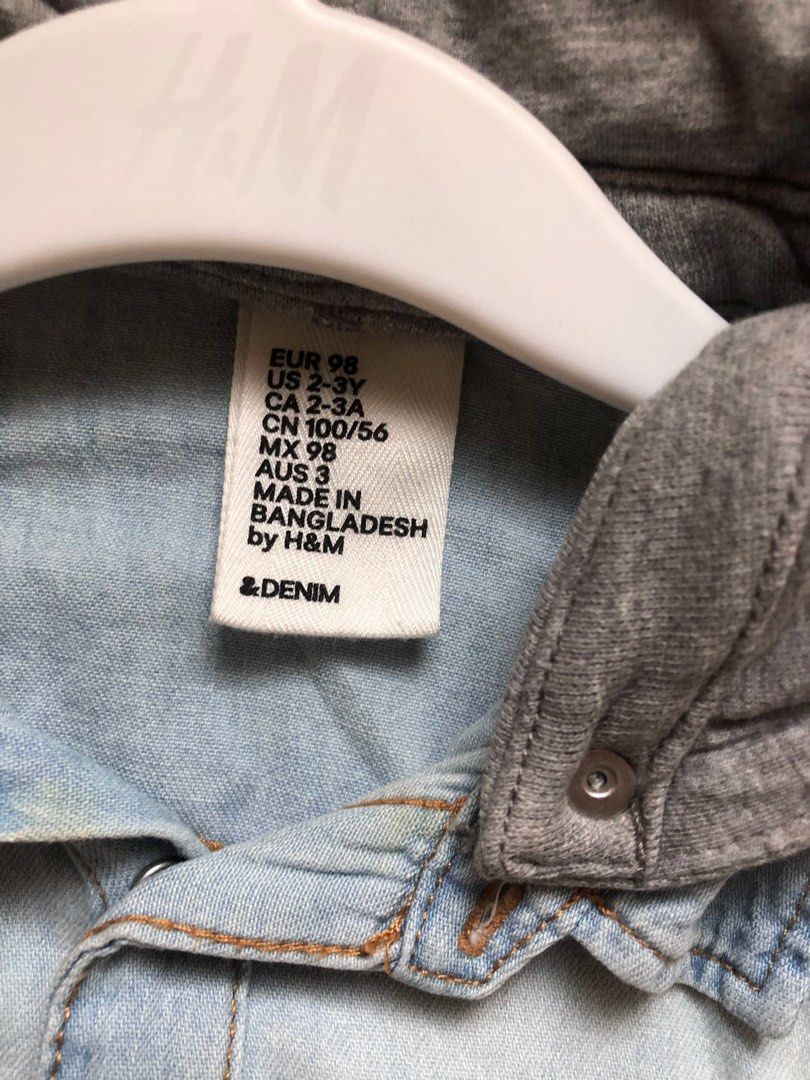 H&M
EUR 98
US 2-3Y
CA 2-3A
CN 100/56
MX 98
AUS 3
MADE IN
BANGLADESH
by H&M
&DENIM